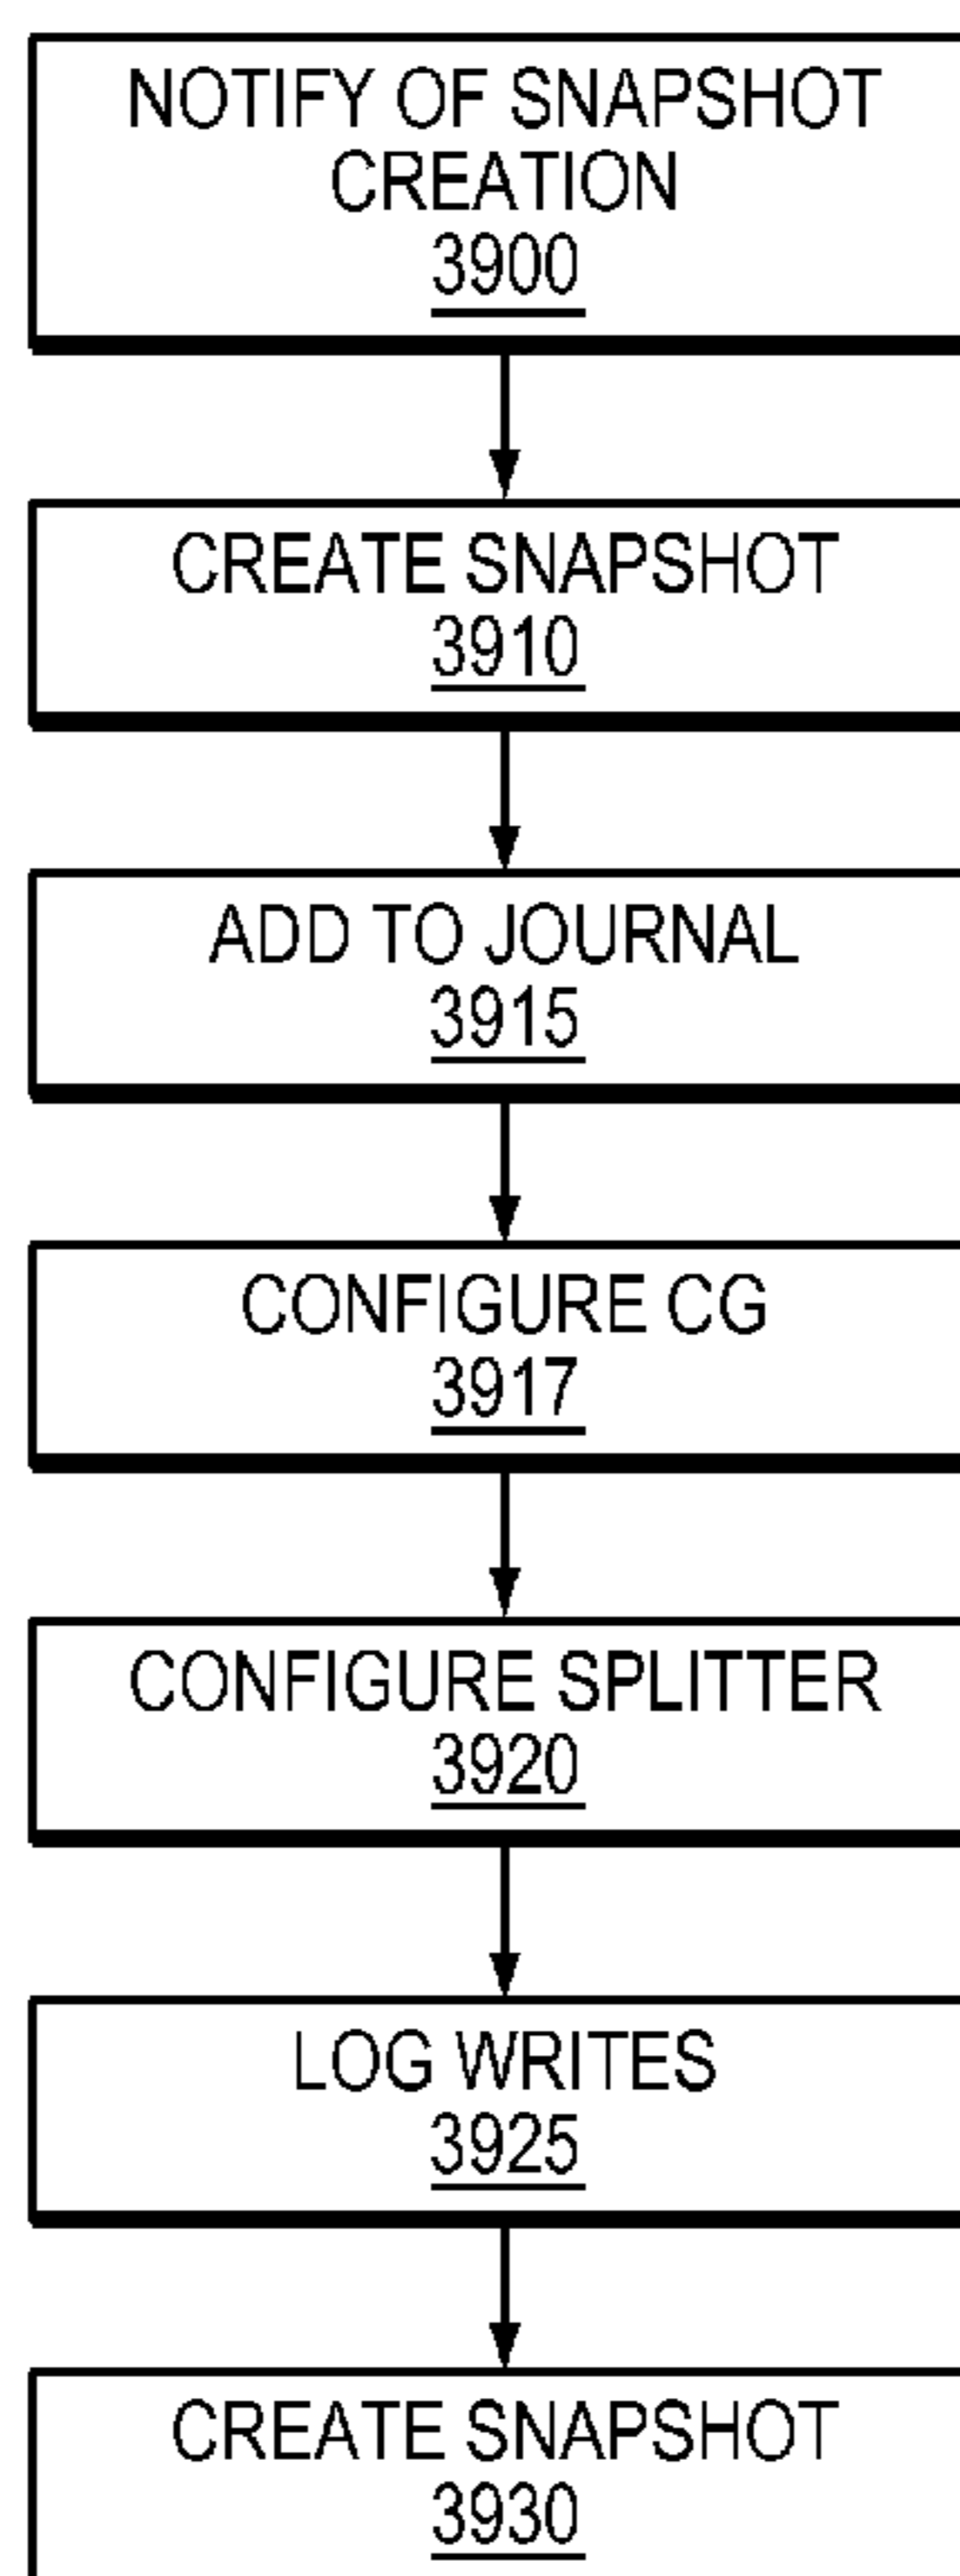 NOTIFY OF SNAPSHOT
CREATION
3900
CREATE SNAPSHOT
3910
ADD TO JOURNAL
3915
CONFIGURE CG
3917
CONFIGURE SPLITTER
3920
LOG WRITES
3925
CREATE SNAPSHOT
3930